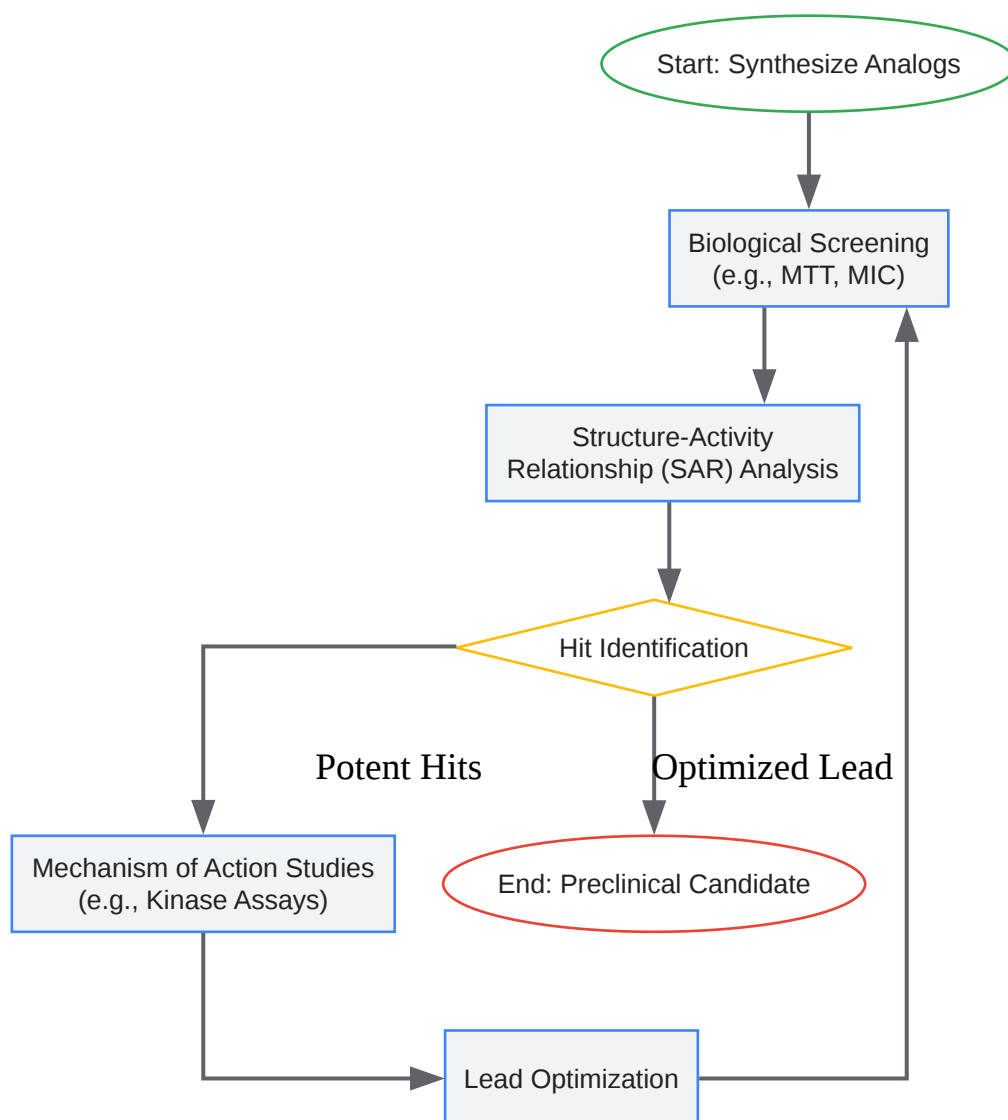 Start: Synthesize Analogs
Biological Screening
(e.g., MTT, MIC)
Structure-Activity
Relationship (SAR) Analysis
Hit Identification
Potent Hits
Optimized Lead
Mechanism of Action Studies
(e.g., Kinase Assays)
End: Preclinical Candidate
Lead Optimization